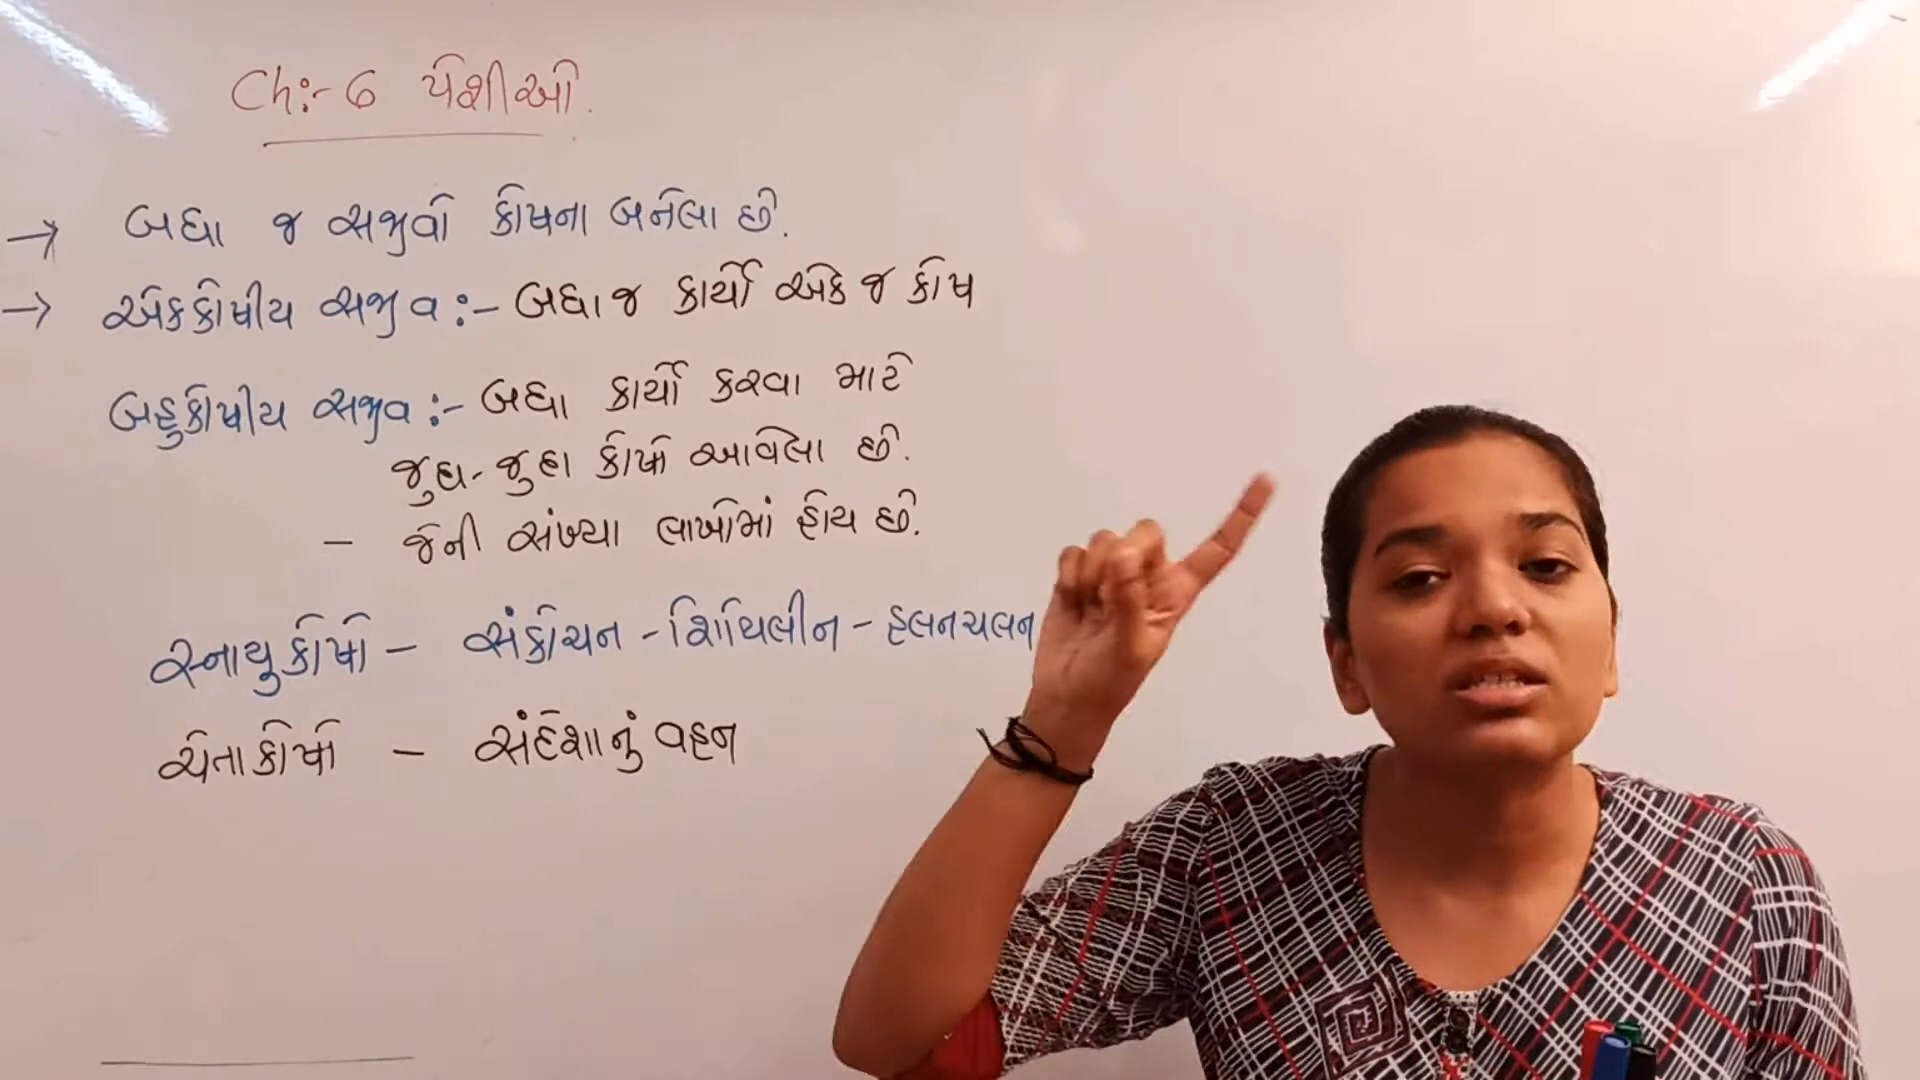 Ch:- 6 પેશીઓ.
→ બધા જ સજીવો કોષના બનેલા છે.
→ એકકોષીય સજીવ :- બધા જ કાર્યો એક જ કોષ
બહુકોષીય સજીવ :- બધા કાર્યો કરવા માટે
જુદા-જુદા કોષો આવેલા છે.
- જેની સંખ્યા લાખોમાં હોય છે.
સ્નાયુકોષો - સંકોચન - શિથિલીન - હલનચલન
ચેતાકોષો - સંદેશાનું વહન